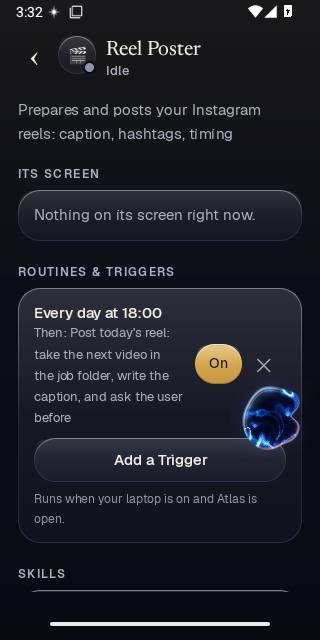 3:32
Reel Poster
Idle
Prepares and posts your Instagram
reels: caption, hashtags, timing
ITS SCREEN
Nothing on its screen right now.
ROUTINES & TRIGGERS
Every day at 18:00
Then: Post today's reel:
take the next video in
the job folder, write the
caption, and ask the user
before
On
Add a Trigger
Runs when your laptop is on and Atlas is
open.
SKILLS